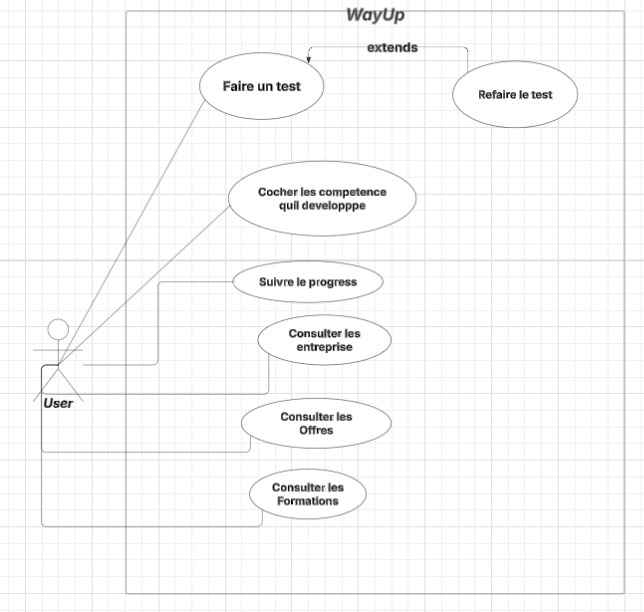 WayUp
extends
Faire un test
Refaire le test
Cocher les competence
quíl developppe
Suivre le progress
Consulter les
entreprise
User
Consulter les
Offres
Consulter les
Formations